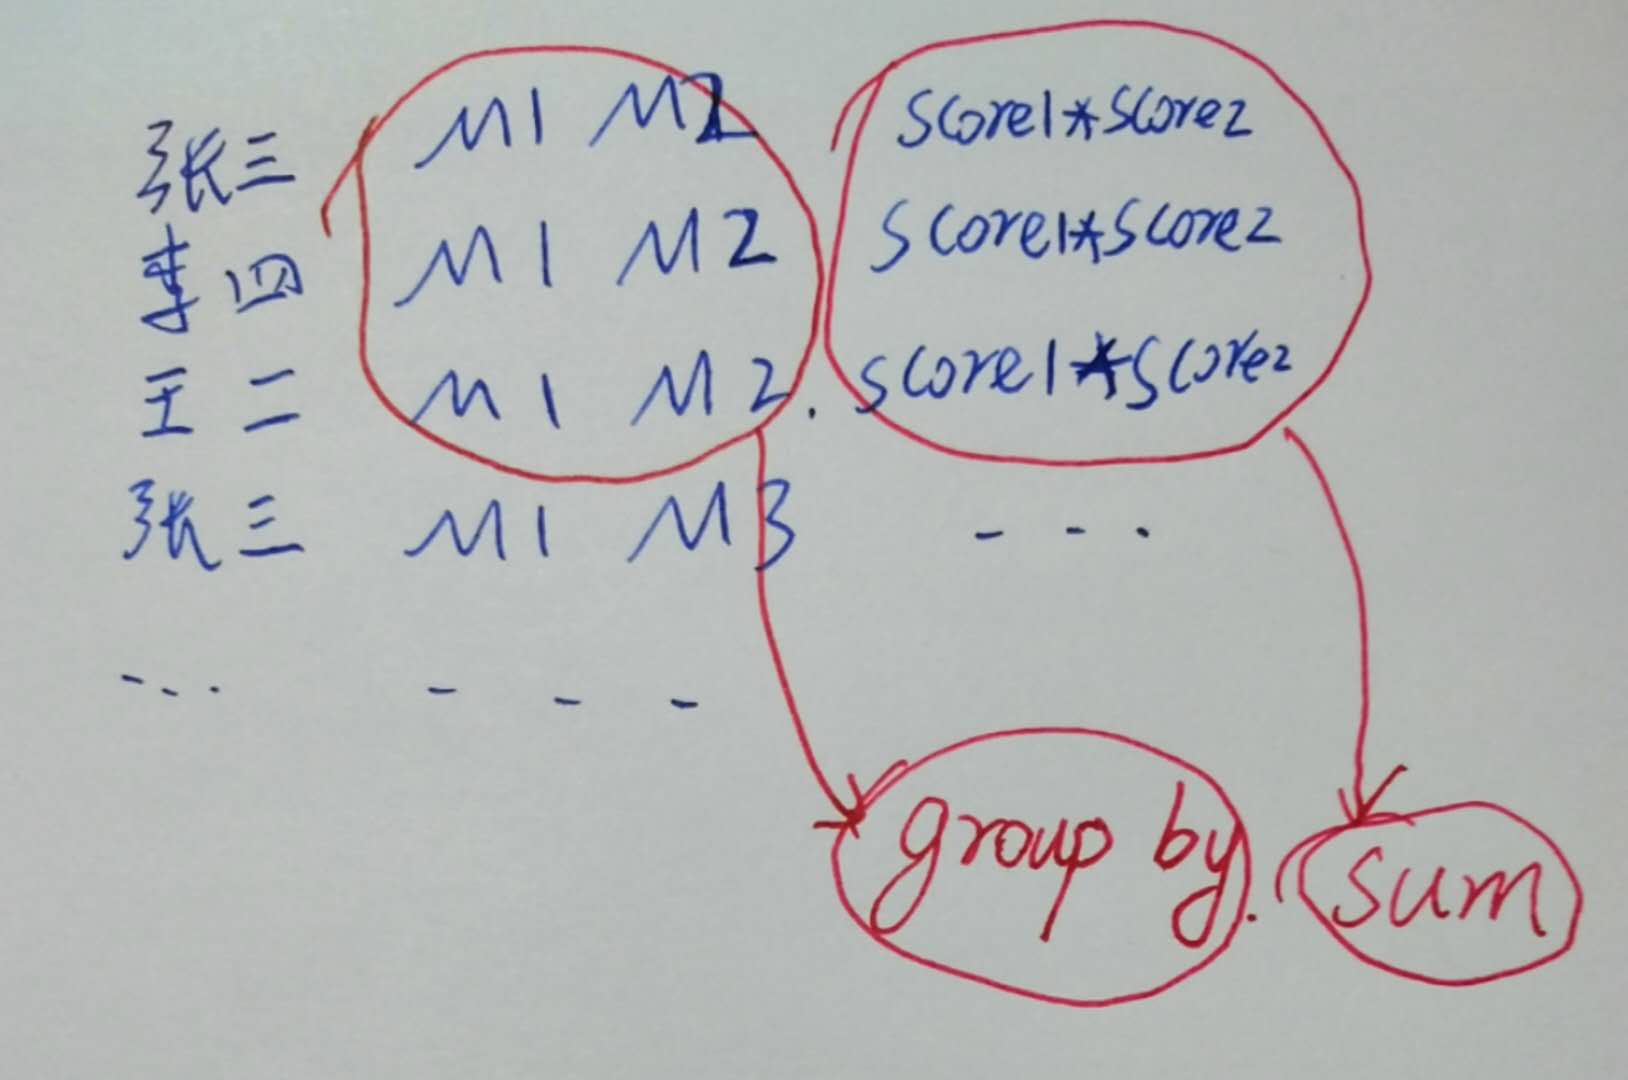 张三 M1 M2 Score1*Score2
李四 M1 M2 Score1*Score2
王二 M1 M2. Score1*Score2
张三 M1 M3 ---
... - - -
group by. sum